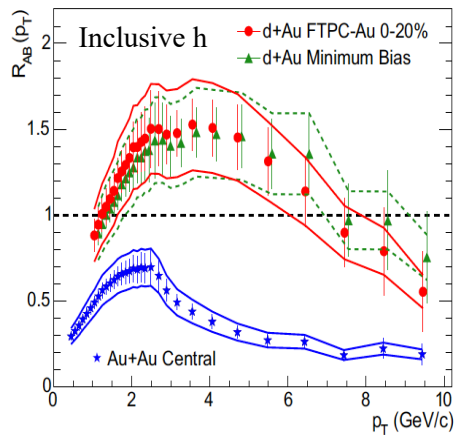 R_AB(p_T)
Inclusive h
d+Au FTPC-Au 0-20%
d+Au Minimum Bias
2
1.5
1
0.5
0
Au+Au Central
0 2 4 6 8 10
p_T (GeV/c)